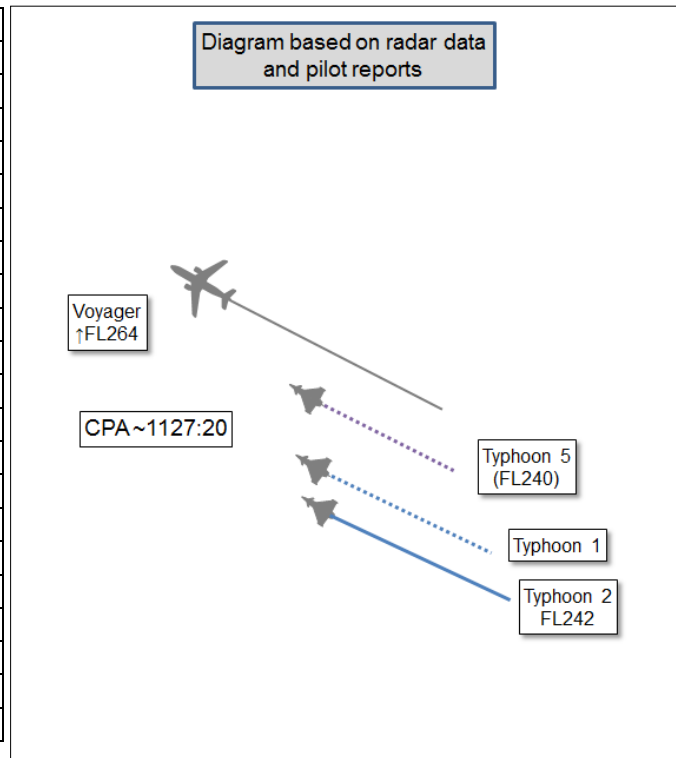 Diagram based on radar data
and pilot reports
Voyager
↑FL264
CPA ~1127:20
Typhoon 5
(FL240)
Typhoon 1
Typhoon 2
FL242